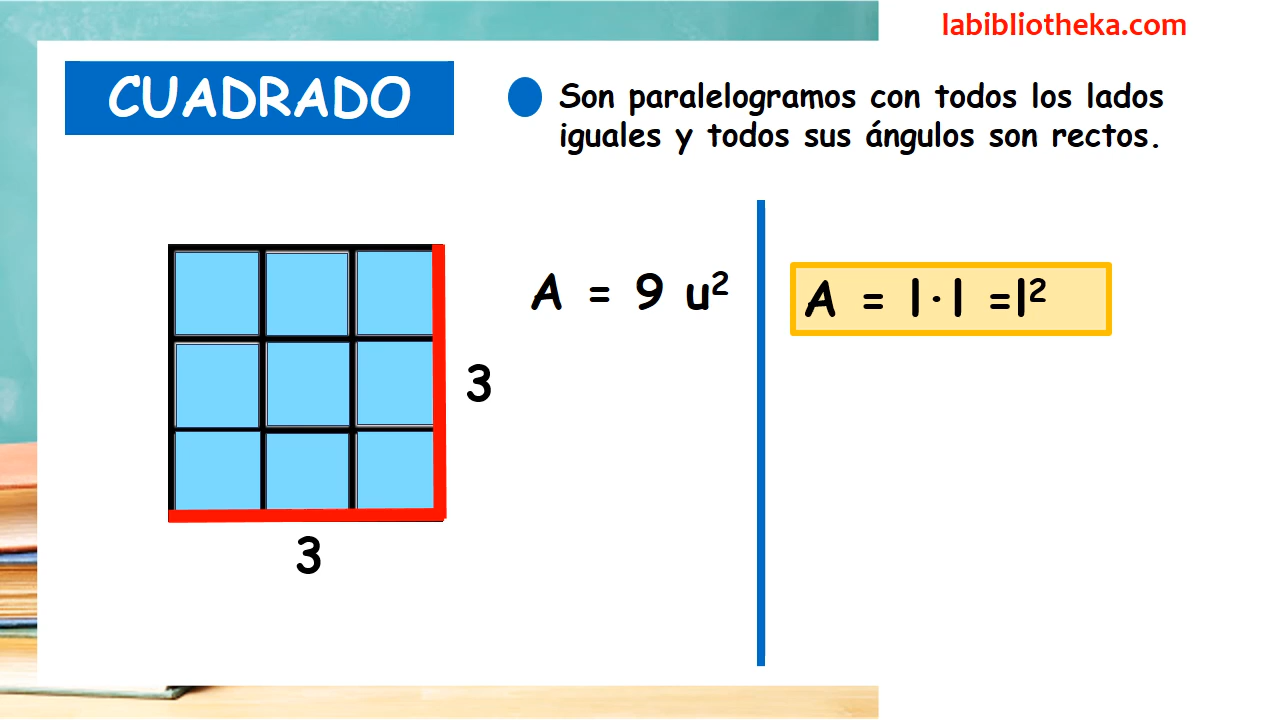 labibliotheka.com
CUADRADO
Son paralelogramos con todos los lados
iguales y todos sus ángulos son rectos.
A = 9 u²
A = l·l =l²
3
3